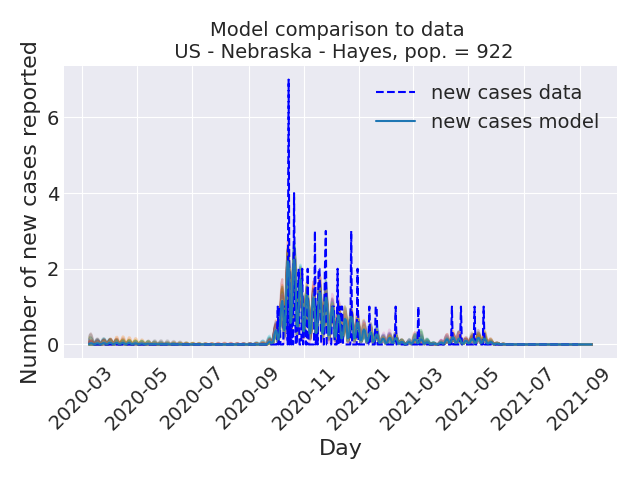 Model comparison to data
US - Nebraska - Hayes, pop. = 922
Number of new cases reported
6
4
2
0
new cases data
new cases model
2020-03
2020-05
2020-07
2020-09
2020-11
2021-01
2021-03
2021-05
2021-07
2021-09
Day